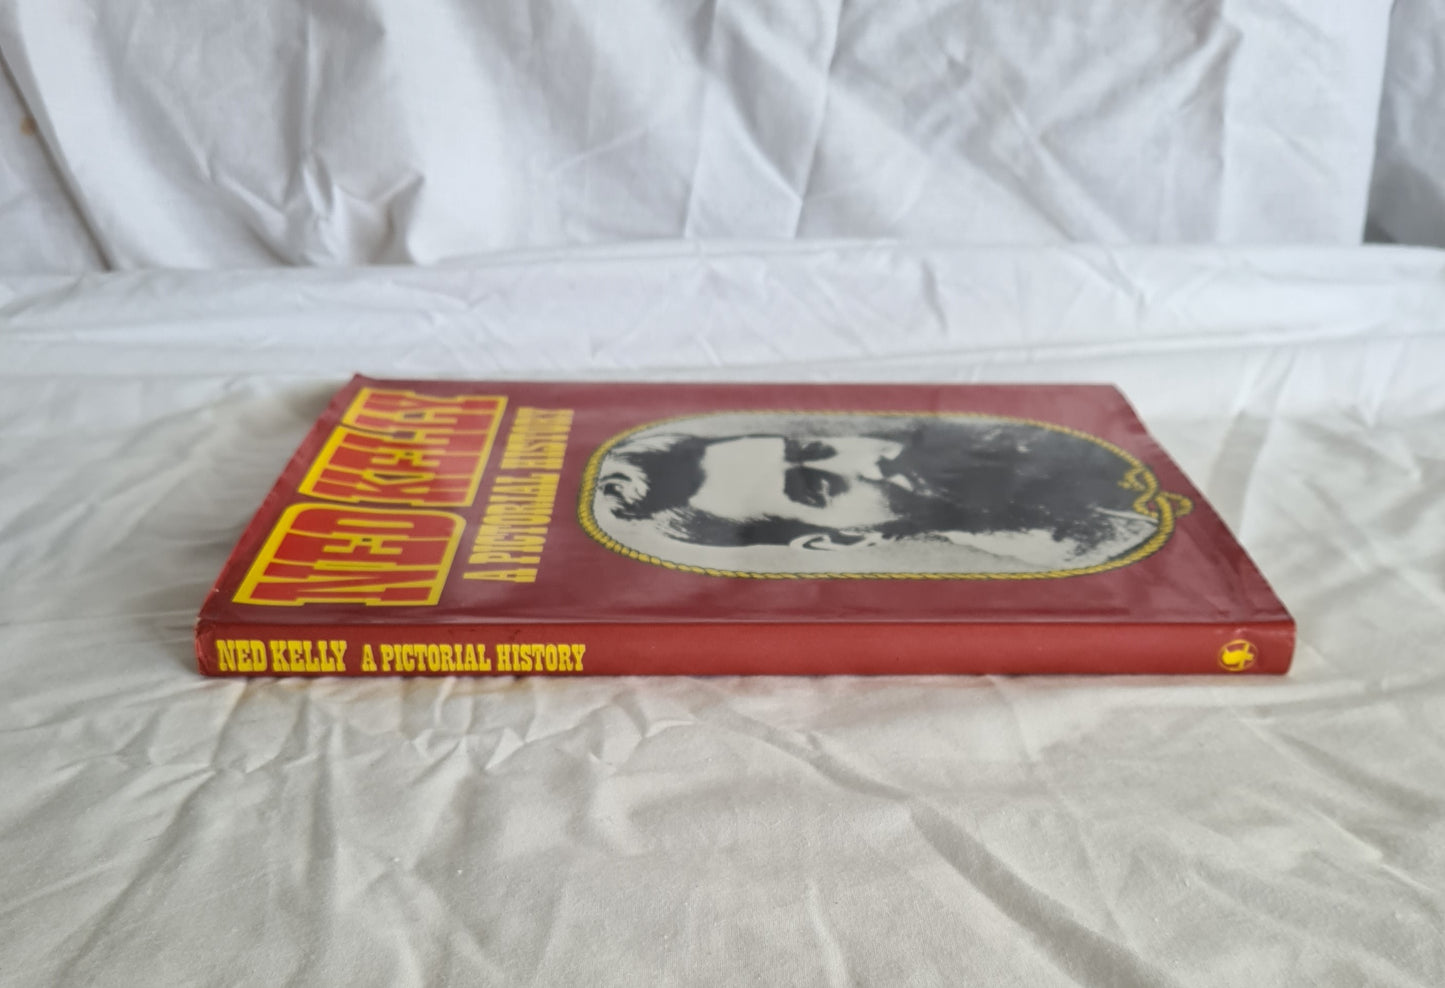 NED
KELLY
A PICTORIAL HISTORY
NED KELLY A PICTORIAL HISTORY